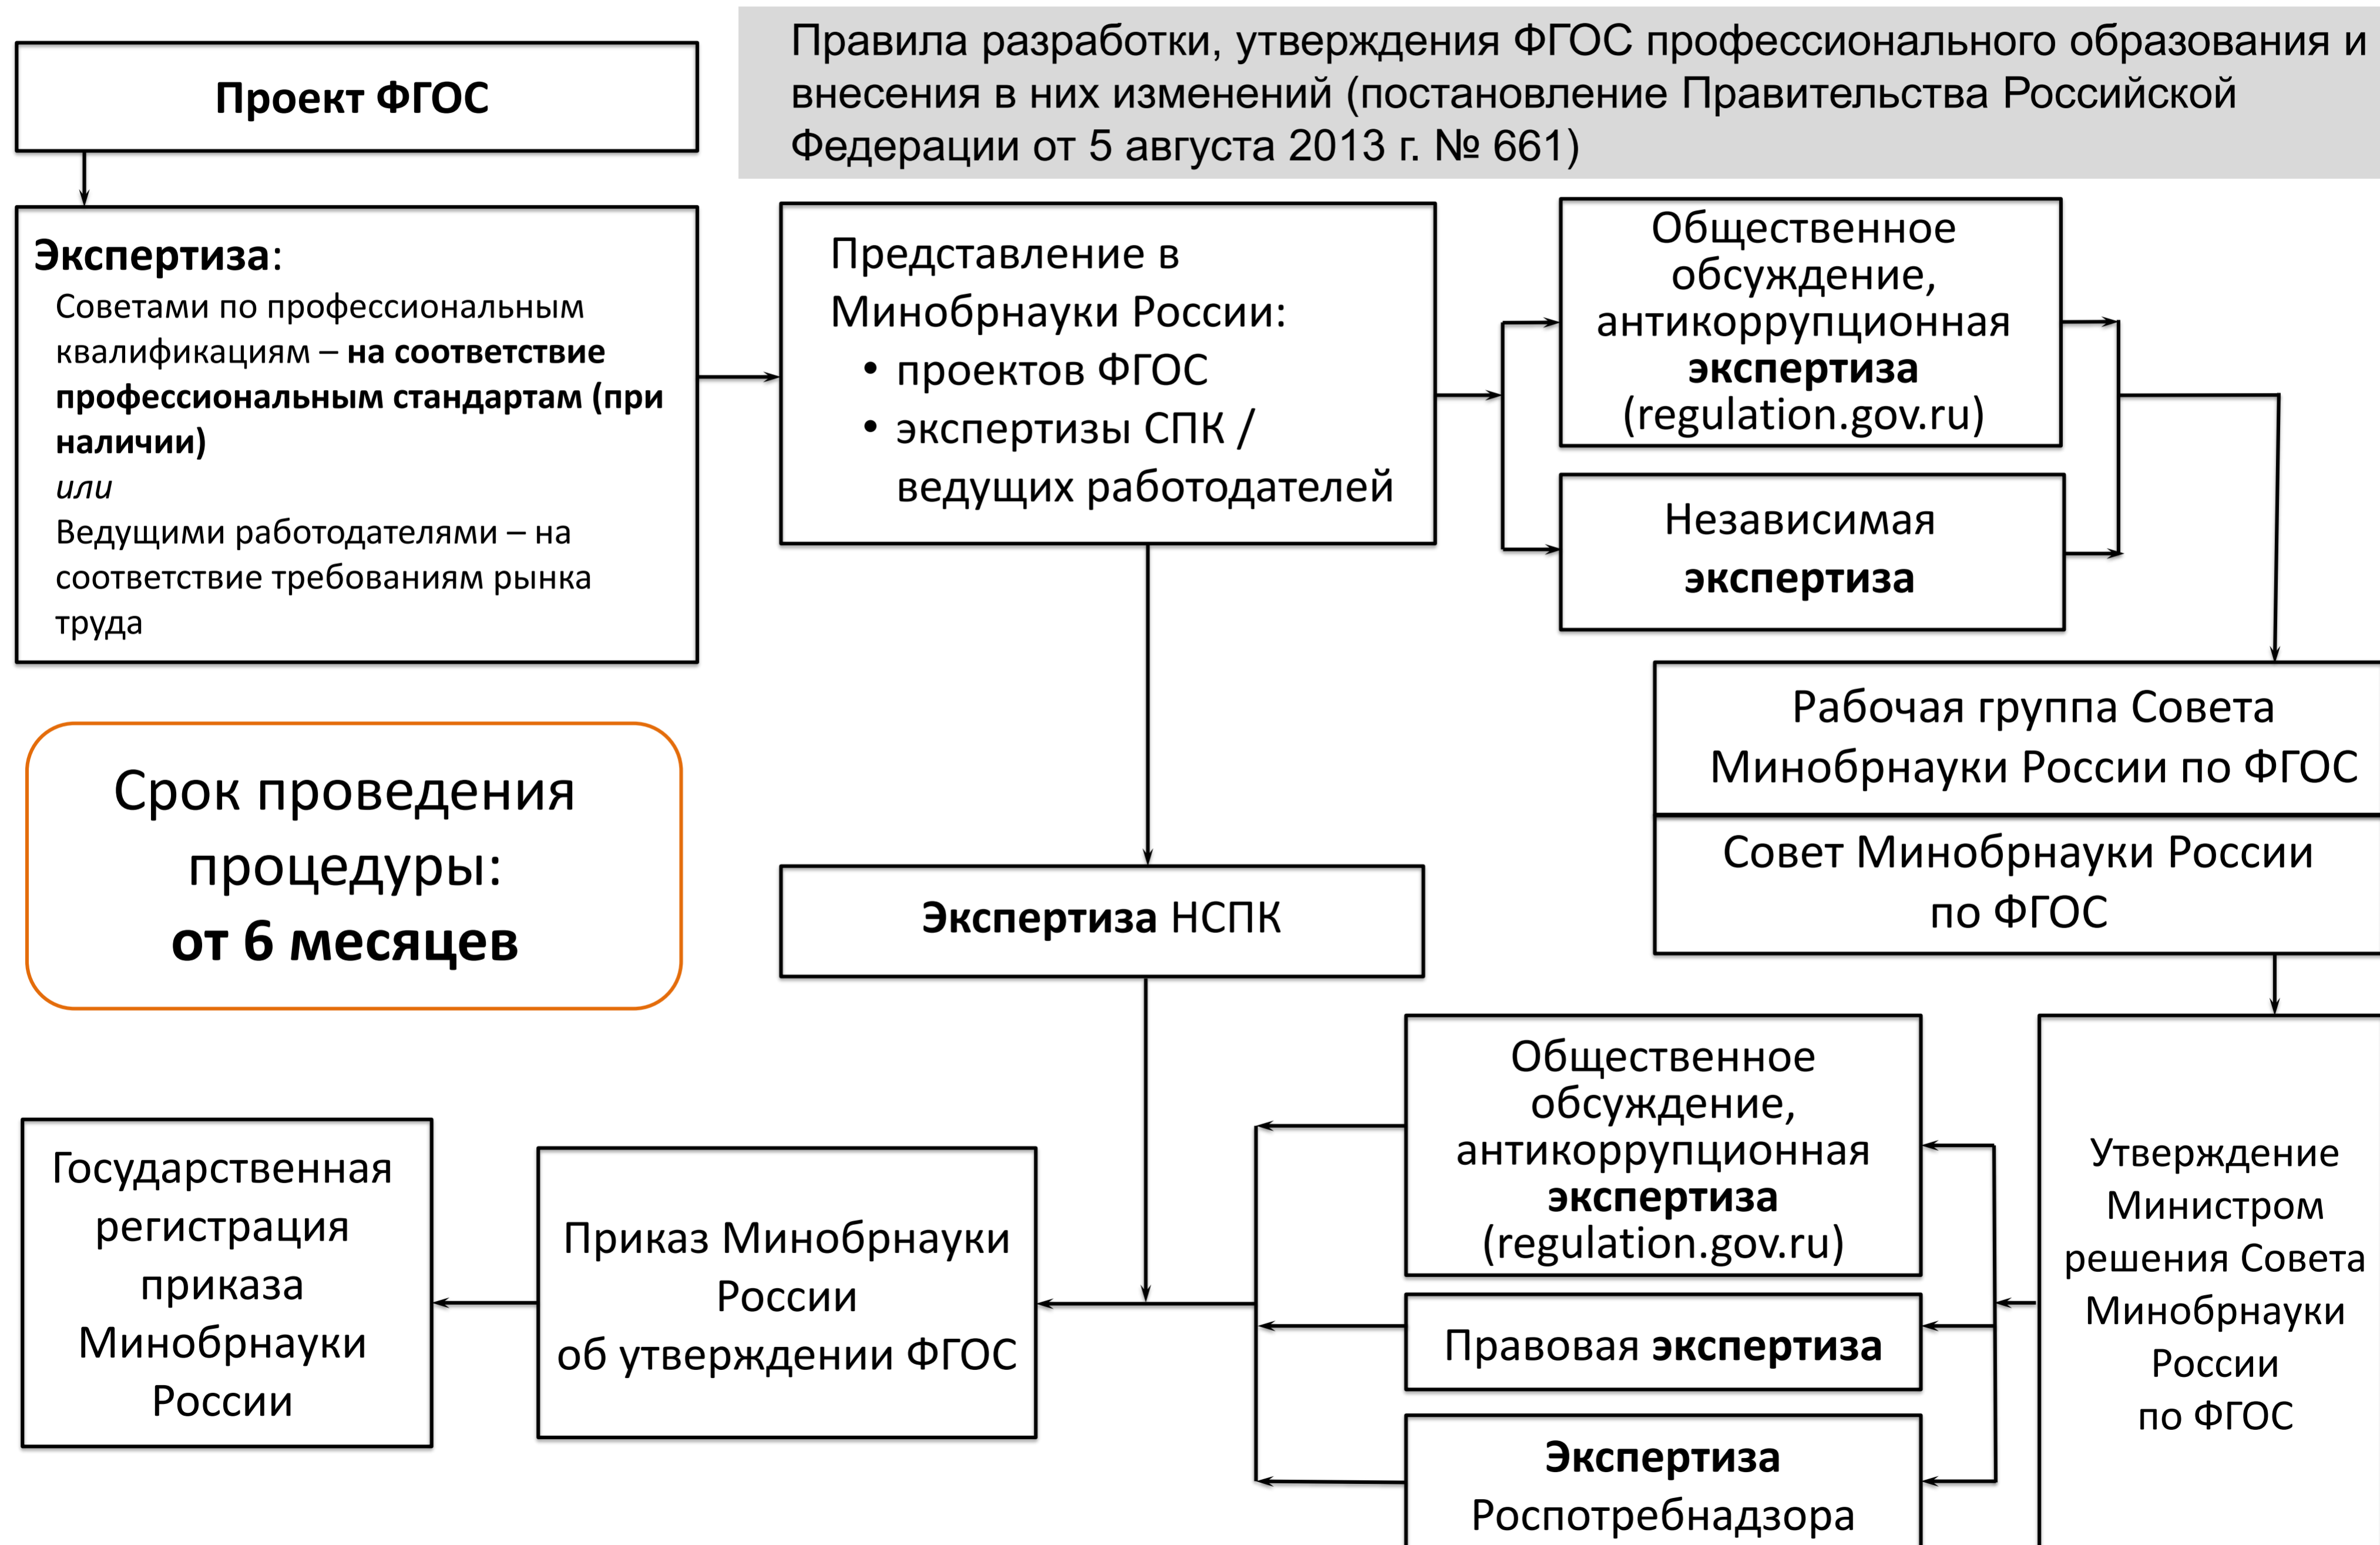 Проект ФГОС
Правила разработки, утверждения ФГОС профессионального образования и
внесения в них изменений (постановление Правительства Российской
Федерации от 5 августа 2013 г. № 661)
Экспертиза:
Советами по профессиональным
квалификациям – на соответствие
профессиональным стандартам (при
наличии)
или
Ведущими работодателями – на
соответствие требованиям рынка
труда
Представление в
Минобрнауки России:
• проектов ФГОС
• экспертизы СПК /
ведущих работодателей
Общественное
обсуждение,
антикоррупционная
экспертиза
(regulation.gov.ru)
Независимая
экспертиза
Рабочая группа Совета
Минобрнауки России по ФГОС
Совет Минобрнауки России
по ФГОС
Срок проведения
процедуры:
от 6 месяцев
Экспертиза НСПК
Общественное
обсуждение,
антикоррупционная
экспертиза
(regulation.gov.ru)
Правовая экспертиза
Экспертиза
Роспотребнадзора
Утверждение
Министром
решения Совета
Минобрнауки
России
по ФГОС
Приказ Минобрнауки
России
об утверждении ФГОС
Государственная
регистрация
приказа
Минобрнауки
России